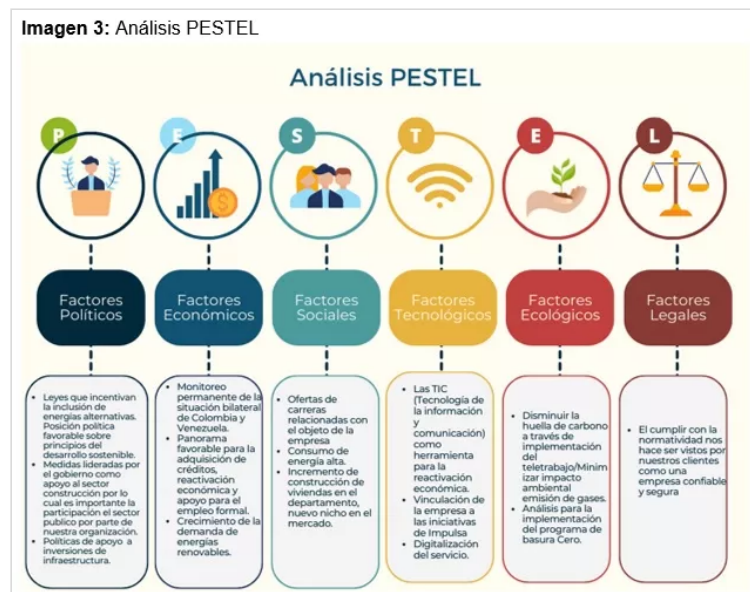 Imagen 3: Análisis PESTEL
Análisis PESTEL
P
E
S
T
E
L
Factores
Políticos
Factores
Económicos
Factores
Sociales
Factores
Tecnológicos
Factores
Ecológicos
Factores
Legales
• Leyes que incentivan
la inclusión de
energías alternativas.
Posición política
favorable sobre
principios del
desarrollo sostenible.
• Medidas lideradas por
el gobierno como
apoyo al sector
construcción por lo
cual es importante la
participación el sector
publico por parte de
nuestra organización.
• Políticas de apoyo a
inversiones de
infraestructura.
• Monitoreo
permanente de la
situación bilateral
de Colombia y
Venezuela.
• Panorama
favorable para la
adquisición de
créditos,
reactivación
económica y
apoyo para el
empleo formal.
• Crecimiento de la
demanda de
energías
renovables.
• Ofertas de
carreras
relacionadas con
el objeto de la
empresa
• Consumo de
energía alta.
• Incremento de
construcción de
viviendas en el
departamento,
nuevo nicho en el
mercado.
• Las TIC
(Tecnología de
la información
y
comunicación)
como
herramienta
para la
reactivación
económica.
• Vinculación de
la empresa a
las iniciativas de
Impulsa
• Digitalización
del servicio.
• Disminuir la
huella de carbono
a través de
implementación
del
teletrabajo/Minim
izar impacto
ambiental
emisión de gases.
• Análisis para la
implementación
del programa de
basura Cero.
• El cumplir con la
normatividad nos
hace ser vistos por
nuestros clientes
como una
empresa confiable
y segura